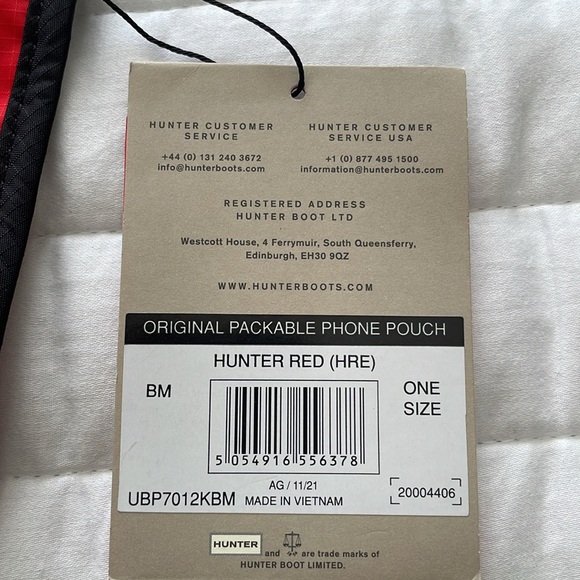 HUNTER CUSTOMER
SERVICE
+44 (0) 131 240 3672
info@hunterboots.com
HUNTER CUSTOMER
SERVICE USA
+1 (0) 877 495 1500
information@hunterboots.com
REGISTERED ADDRESS
HUNTER BOOT LTD
Westcott House, 4 Ferrymuir, South Queensferry,
Edinburgh, EH30 9QZ
WWW.HUNTERBOOTS.COM
ORIGINAL PACKABLE PHONE POUCH
HUNTER RED (HRE)
BM
ONE
SIZE
5 054916 556378
AG / 11/21
UBP7012KBM MADE IN VIETNAM
20004406
HUNTER and are trade marks of
HUNTER BOOT LIMITED.